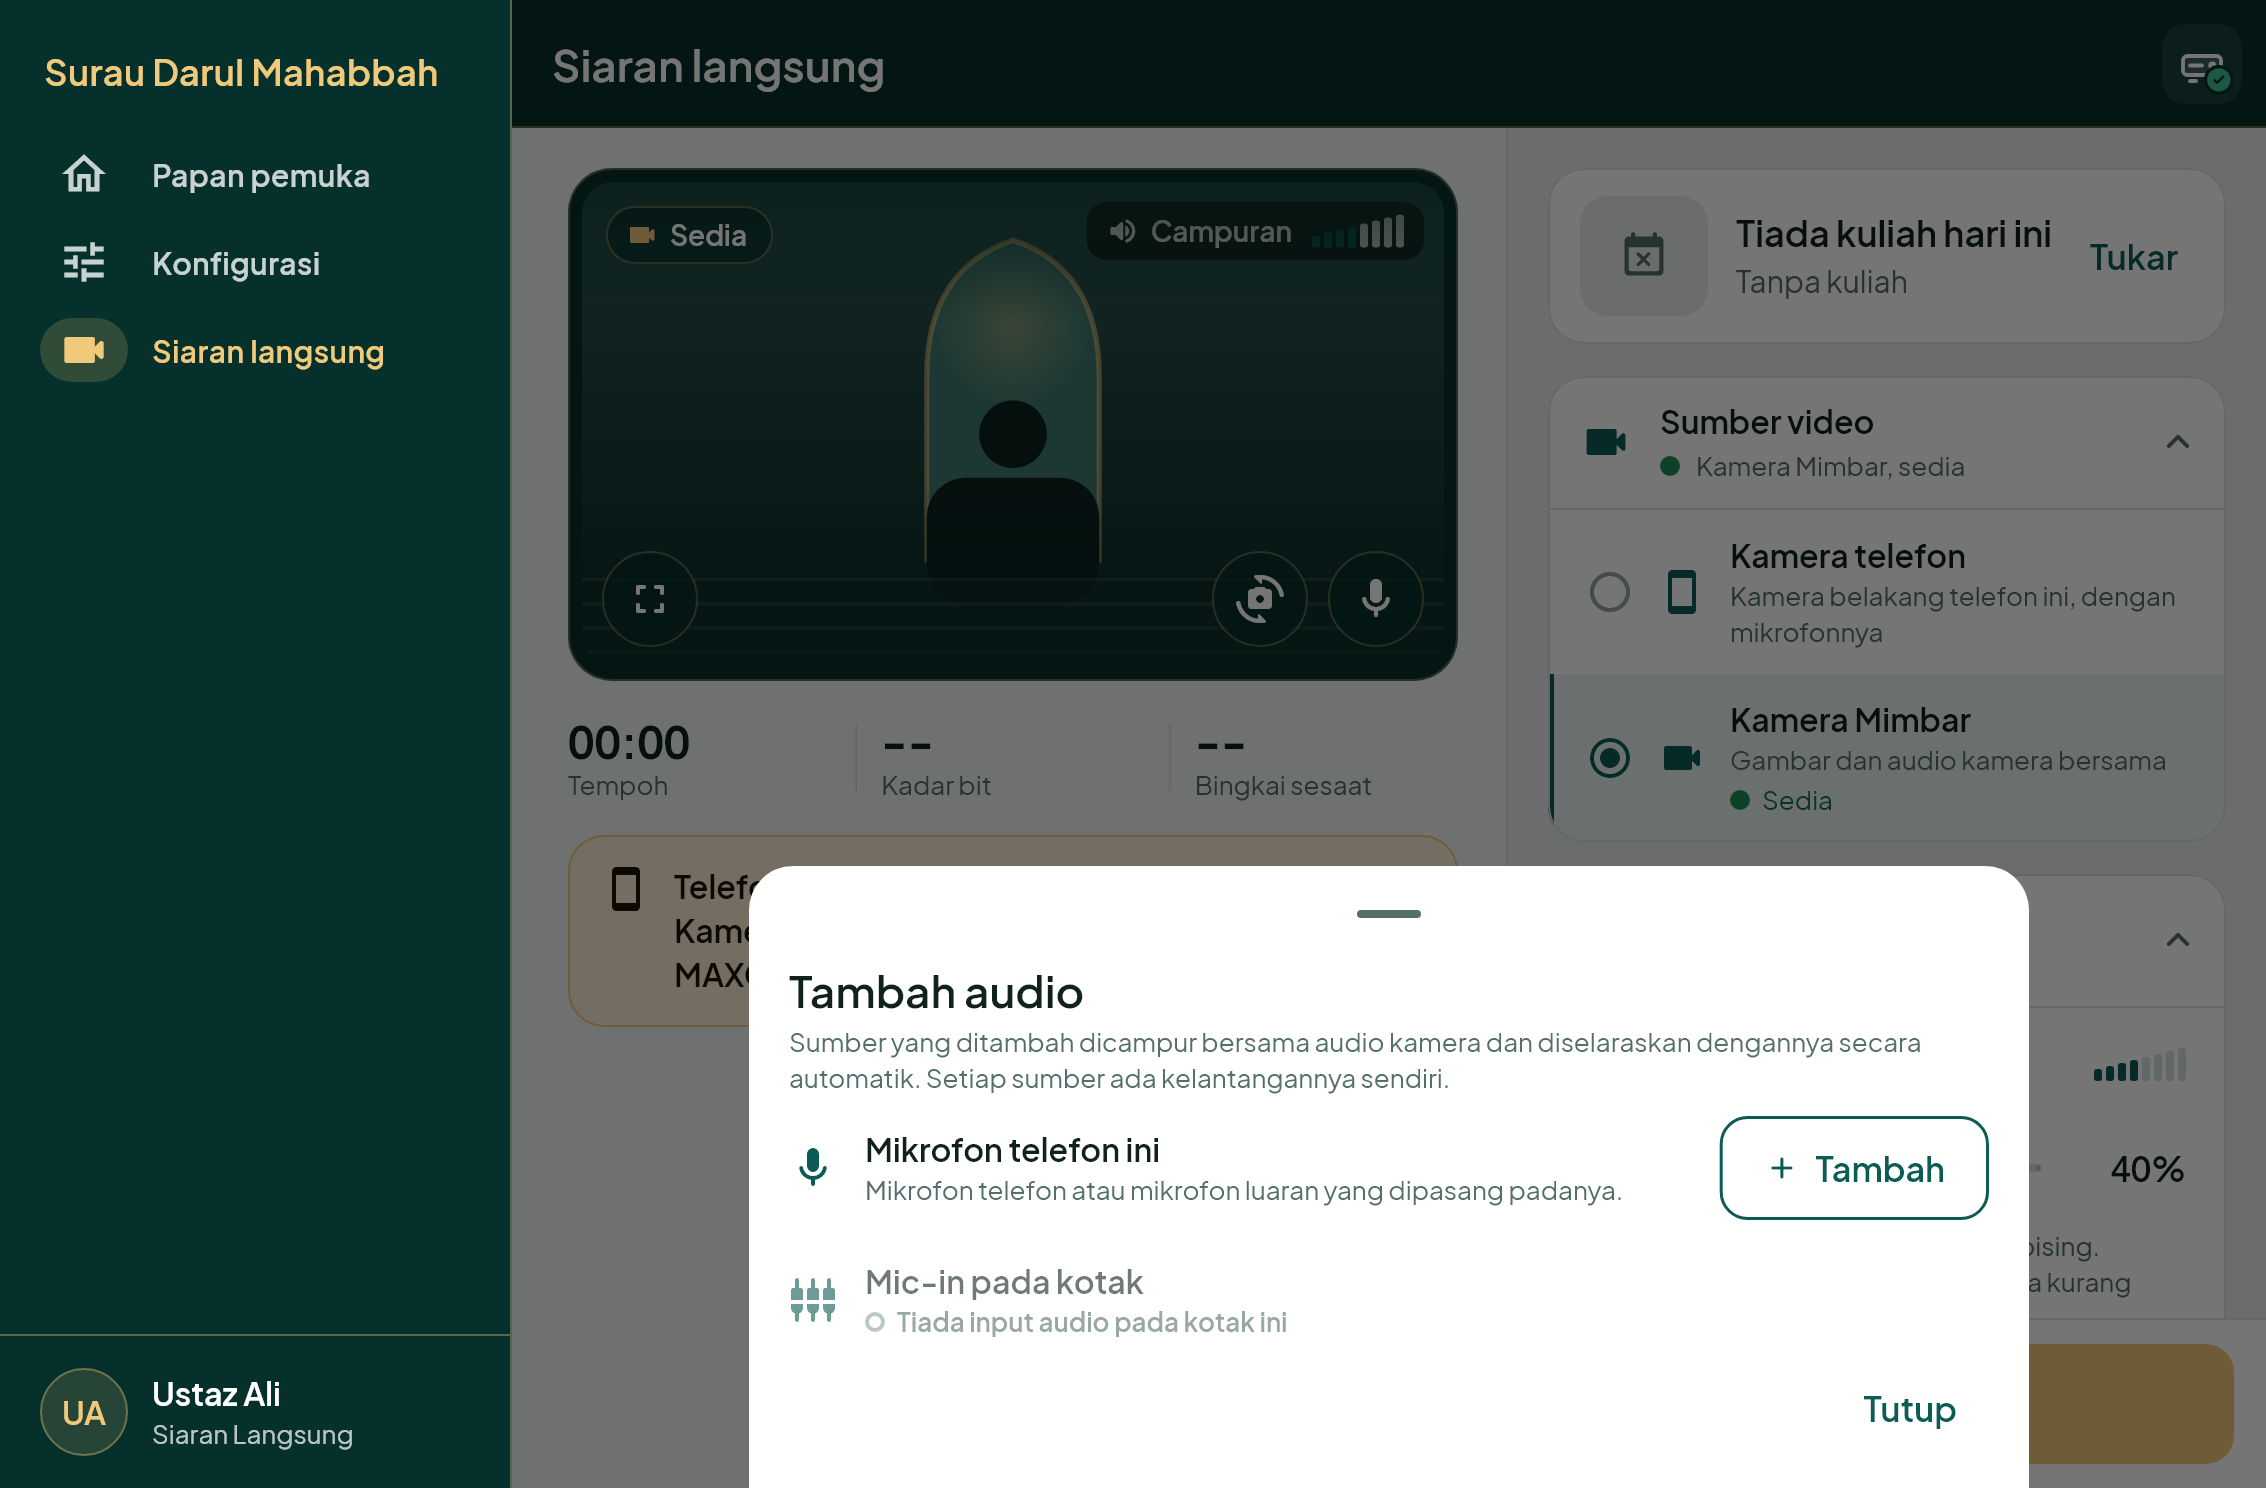 Surau Darul Mahabbah
Papan pemuka
Konfigurasi
Siaran langsung
Ustaz Ali
UA
Siaran Langsung
Siaran langsung
Sedia
Campuran
00:00
Tempoh
--
Kadar bit
--
Bingkai sesaat
Tiada kuliah hari ini
Tanpa kuliah
Tukar
Sumber video
Kamera Mimbar, sedia
Kamera telefon
Kamera belakang telefon ini, dengan
mikrofonnya
Kamera Mimbar
Gambar dan audio kamera bersama
Sedia
40%
kurang
Tambah audio
Sumber yang ditambah dicampur bersama audio kamera dan diselaraskan dengannya secara
automatik. Setiap sumber ada kelantangannya sendiri.
Mikrofon telefon ini
Mikrofon telefon atau mikrofon luaran yang dipasang padanya.
+ Tambah
Mic-in pada kotak
Tiada input audio pada kotak ini
Tutup